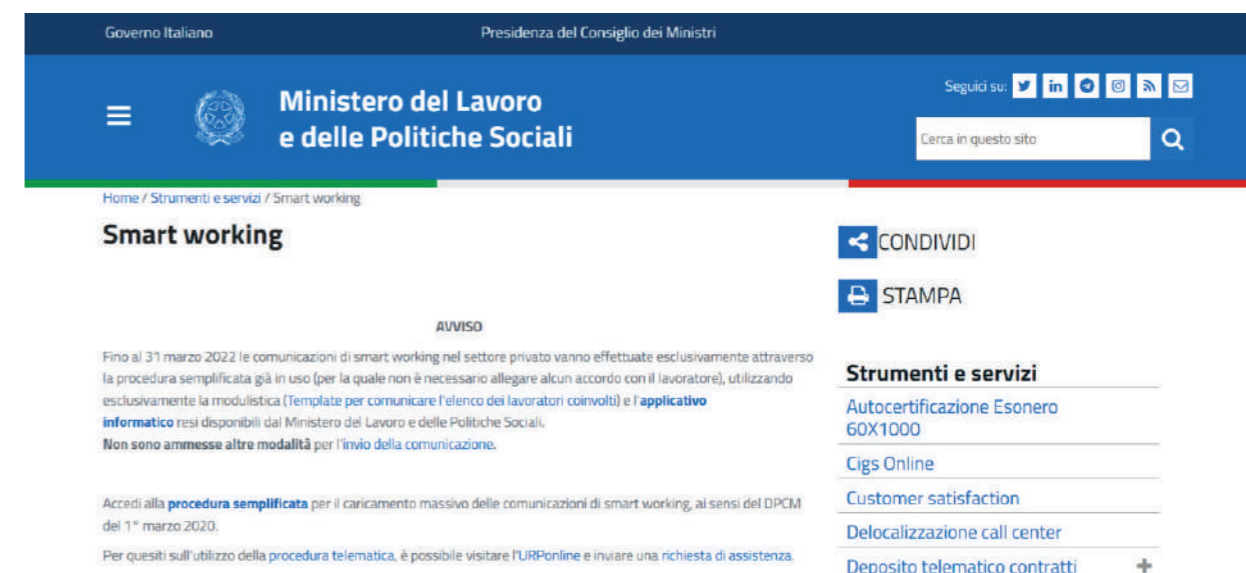 Governo Italiano
Presidenza del Consiglio dei Ministri
Ministero del Lavoro
e delle Politiche Sociali
Seguici su:
Cerca in questo sito
Home / Strumenti e servizi / Smart working
Smart working
AVVISO
Fino al 31 marzo 2022 le comunicazioni di smart working nel settore privato vanno effettuate esclusivamente attraverso
la procedura semplificata già in uso (per la quale non è necessario allegare alcun accordo con il lavoratore), utilizzando
esclusivamente la modulistica (Template per comunicare l'elenco dei lavoratori coinvolti) e l'applicativo
informatico resi disponibili dal Ministero del Lavoro e delle Politiche Sociali.
Non sono ammesse altre modalità per l'invio della comunicazione.
Accedi alla procedura semplificata per il caricamento massivo delle comunicazioni di smart working, ai sensi del DPCM
del 1° marzo 2020.
Per quesiti sull'utilizzo della procedura telematica, è possibile visitare l'URPonline e inviare una richiesta di assistenza.
CONDIVIDI
STAMPA
Strumenti e servizi
Autocertificazione Esonero
60X1000
Cigs Online
Customer satisfaction
Delocalizzazione call center
Deposito telematico contratti